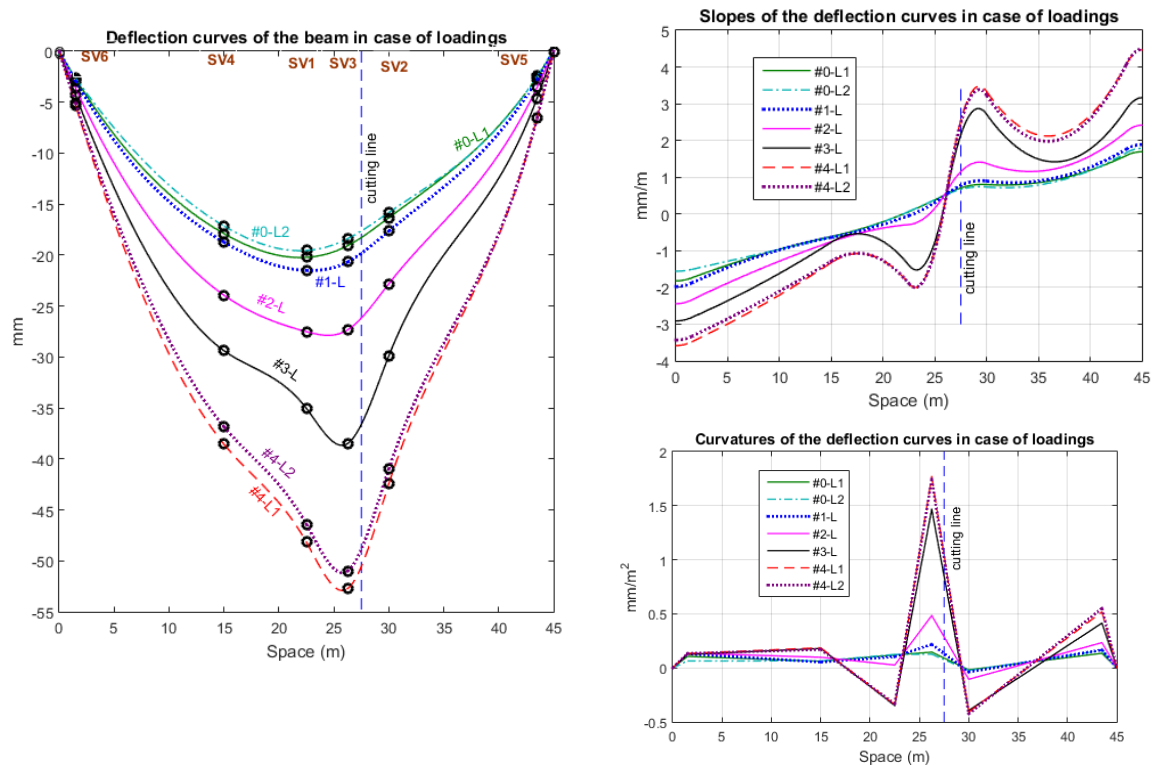 Deflection curves of the beam in case of loadings
SV6
SV4
SV1
SV3
SV2
SV5
0
-5
-10
-15
-20
-25
-30
-35
-40
-45
-50
-55
mm
#0-L1
#0-L2
#1-L
#2-L
#3-L
#4-L2
#4-L1
cutting line
0 5 10 15 20 25 30 35 40 45
Space (m)
Slopes of the deflection curves in case of loadings
5
4
3
2
1
0
-1
-2
-3
-4
mm/m
#0-L1
#0-L2
#1-L
#2-L
#3-L
#4-L1
#4-L2
cutting line
0 5 10 15 20 25 30 35 40 45
Space (m)
Curvatures of the deflection curves in case of loadings
2
1.5
1
0.5
0
-0.5
mm/m²
#0-L1
#0-L2
#1-L
#2-L
#3-L
#4-L1
#4-L2
cutting line
0 5 10 15 20 25 30 35 40 45
Space (m)